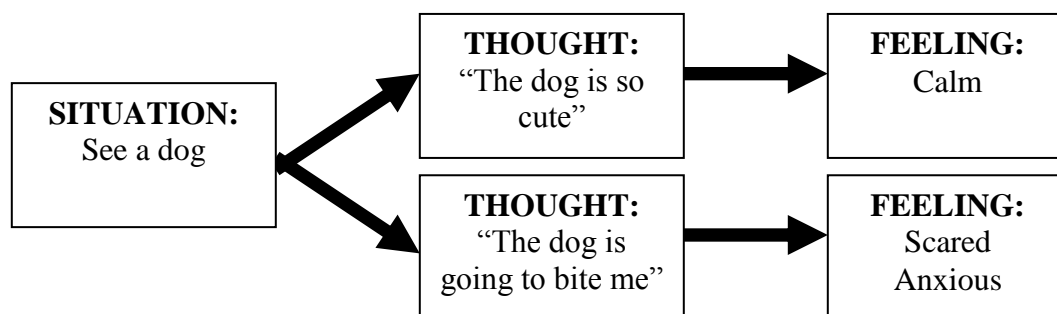 SITUATION:
See a dog
THOUGHT:
“The dog is so
cute”
FEELING:
Calm
THOUGHT:
“The dog is
going to bite me”
FEELING:
Scared
Anxious